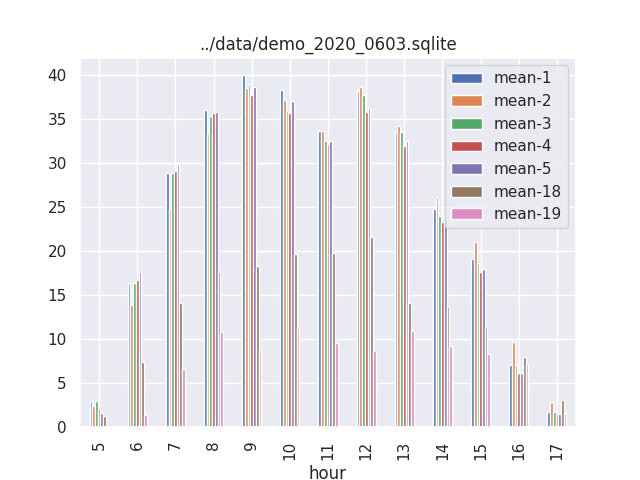 ../data/demo_2020_0603.sqlite
40
35
30
25
20
15
10
5
0
mean-1
mean-2
mean-3
mean-4
mean-5
mean-18
mean-19
5 6 7 8 9 10 11 12 13 14 15 16 17
hour